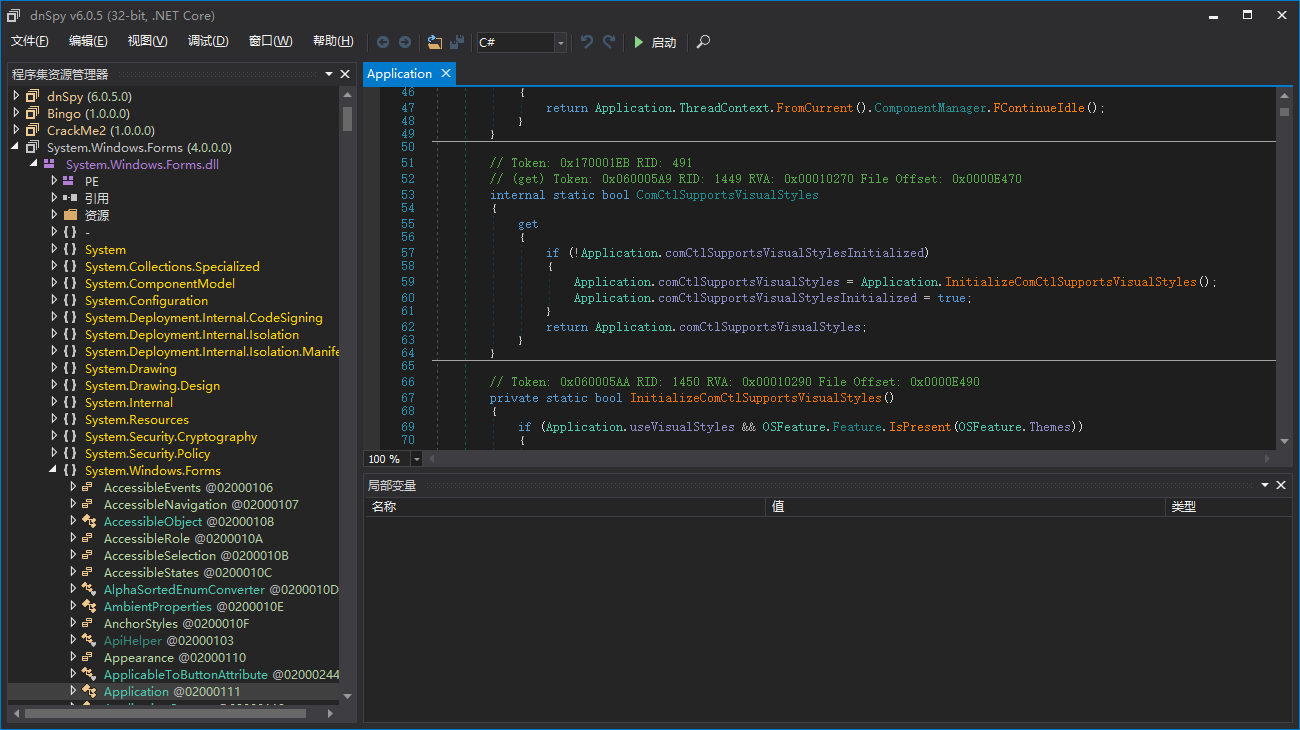 dnSpy v6.0.5 (32-bit, .NET Core)
文件(F) 编辑(E) 视图(V) 调试(D) 窗口(W) 帮助(H) C# 启动
程序集资源管理器
dnSpy (6.0.5.0)
Bingo (1.0.0.0)
CrackMe2 (1.0.0.0)
System.Windows.Forms (4.0.0.0)
System.Windows.Forms.dll
PE
引用
资源
{ } -
{ } System
{ } System.Collections.Specialized
{ } System.ComponentModel
{ } System.Configuration
{ } System.Deployment.Internal.CodeSigning
{ } System.Deployment.Internal.Isolation
{ } System.Deployment.Internal.Isolation.Manife
{ } System.Drawing
{ } System.Drawing.Design
{ } System.Internal
{ } System.Resources
{ } System.Security.Cryptography
{ } System.Security.Policy
{ } System.Windows.Forms
AccessibleEvents @02000106
AccessibleNavigation @02000107
AccessibleObject @02000108
AccessibleRole @0200010A
AccessibleSelection @0200010B
AccessibleStates @0200010C
AlphaSortedEnumConverter @0200010D
AmbientProperties @0200010E
AnchorStyles @0200010F
ApiHelper @02000103
Appearance @02000110
ApplicableToButtonAttribute @02000244
Application @02000111
Application
46 {
47 return Application.ThreadContext.FromCurrent().ComponentManager.FContinueIdle();
48 }
49 }
50
51 // Token: 0x170001EB RID: 491
52 // (get) Token: 0x060005A9 RID: 1449 RVA: 0x00010270 File Offset: 0x0000E470
53 internal static bool ComCtlSupportsVisualStyles
54 {
55 get
56 {
57 if (!Application.comCtlSupportsVisualStylesInitialized)
58 {
59 Application.comCtlSupportsVisualStyles = Application.InitializeComCtlSupportsVisualStyles();
60 Application.comCtlSupportsVisualStylesInitialized = true;
61 }
62 return Application.comCtlSupportsVisualStyles;
63 }
64 }
65
66 // Token: 0x060005AA RID: 1450 RVA: 0x00010290 File Offset: 0x0000E490
67 private static bool InitializeComCtlSupportsVisualStyles()
68 {
69 if (Application.useVisualStyles && OSFeature.Feature.IsPresent(OSFeature.Themes))
70 {
100 %
局部变量
名称 值 类型